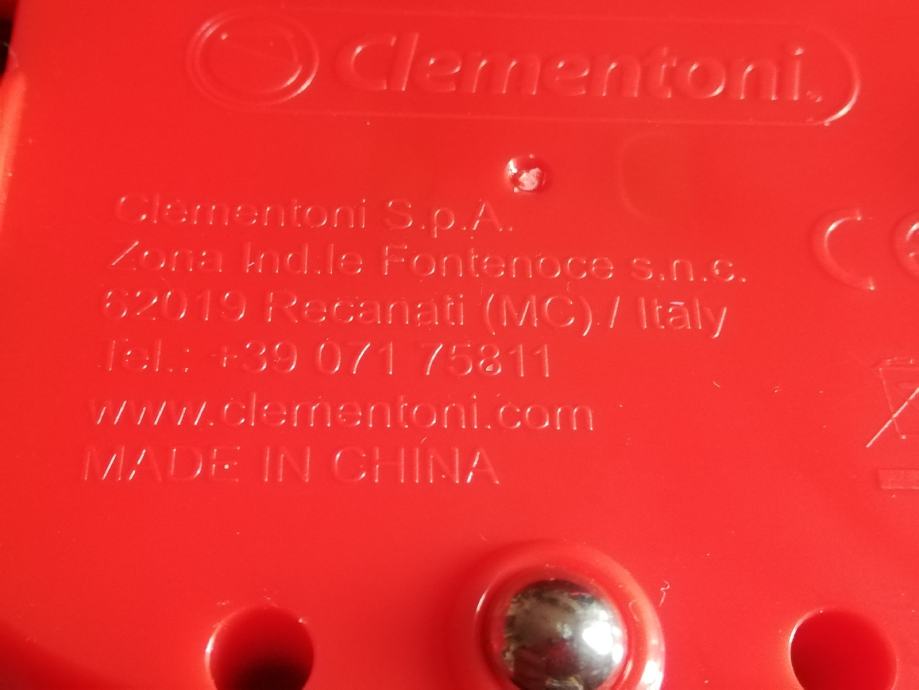 Clementoni
Clementoni S.p.A.
Zona Ind.le Fontenoce s.n.c.
62019 Recanati (MC) / Italy
Tel.: +39 071 75811
www.clementoni.com
MADE IN CHINA
CE